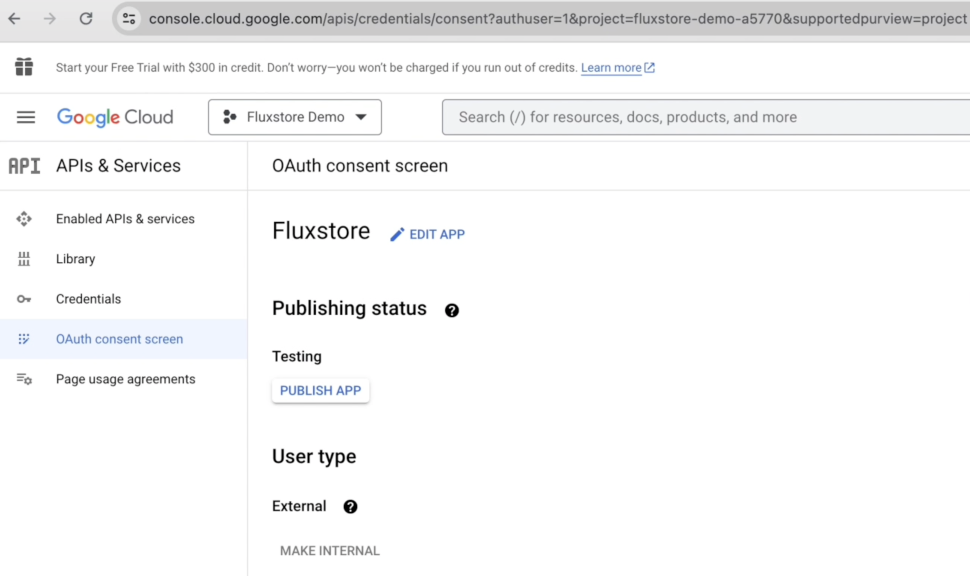 console.cloud.google.com/apis/credentials/consent?authuser=1&project=fluxstore-demo-a5770&supportedpurview=project
Start your Free Trial with $300 in credit. Don't worry—you won't be charged if you run out of credits. Learn more
Google Cloud
Fluxstore Demo
Search (/) for resources, docs, products, and more
API
APIs & Services
OAuth consent screen
Enabled APIs & services
Library
Credentials
OAuth consent screen
Page usage agreements
Fluxstore
EDIT APP
Publishing status
Testing
PUBLISH APP
User type
External
MAKE INTERNAL